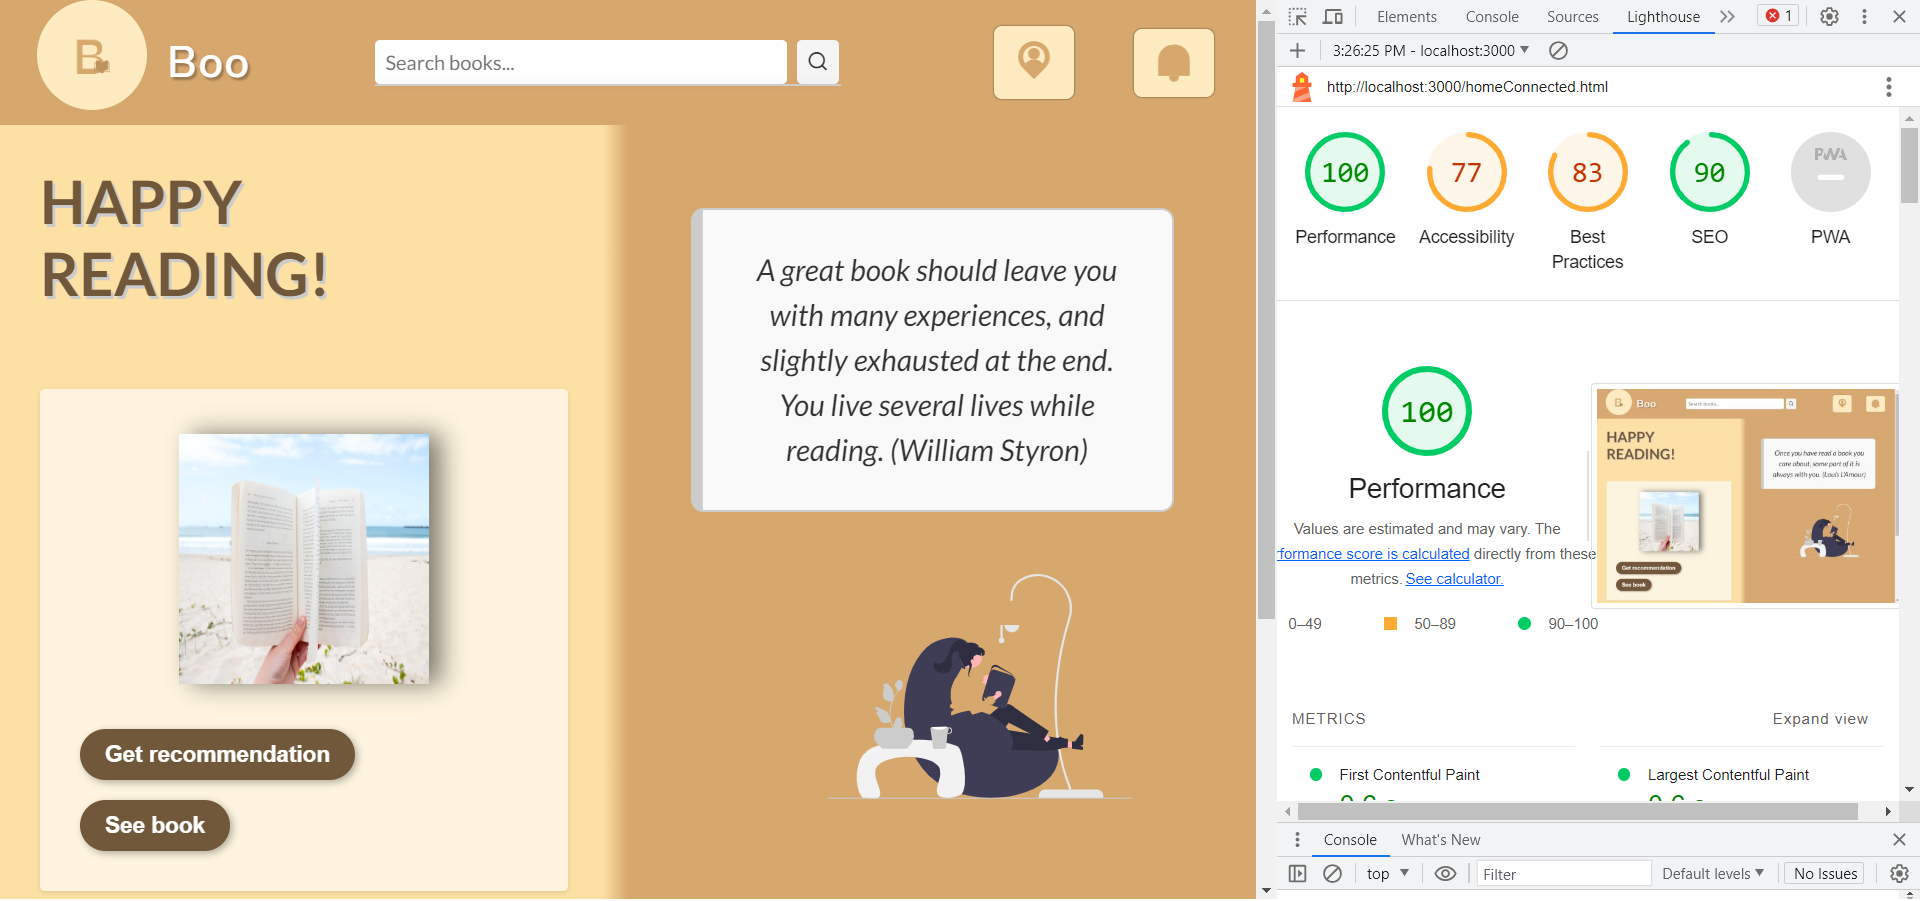 B
Boo
Search books...
HAPPY
READING!
A great book should leave you
with many experiences, and
slightly exhausted at the end.
You live several lives while
reading. (William Styron)
Get recommendation
See book
Elements
Console
Sources
Lighthouse
1
3:26:25 PM - localhost:3000
http://localhost:3000/homeConnected.html
100
77
83
90
PWA
Performance
Accessibility
Best
Practices
SEO
PWA
100
Performance
Values are estimated and may vary. The
rformance score is calculated directly from these
metrics. See calculator.
0–49
50–89
90–100
Boo
Search books...
HAPPY
READING!
Once you have read a book you
care about, some part of it is
always with you. (Louis L'Amour)
Get recommendation
See book
METRICS
Expand view
First Contentful Paint
Largest Contentful Paint
Console
What's New
top
Filter
Default levels
No Issues